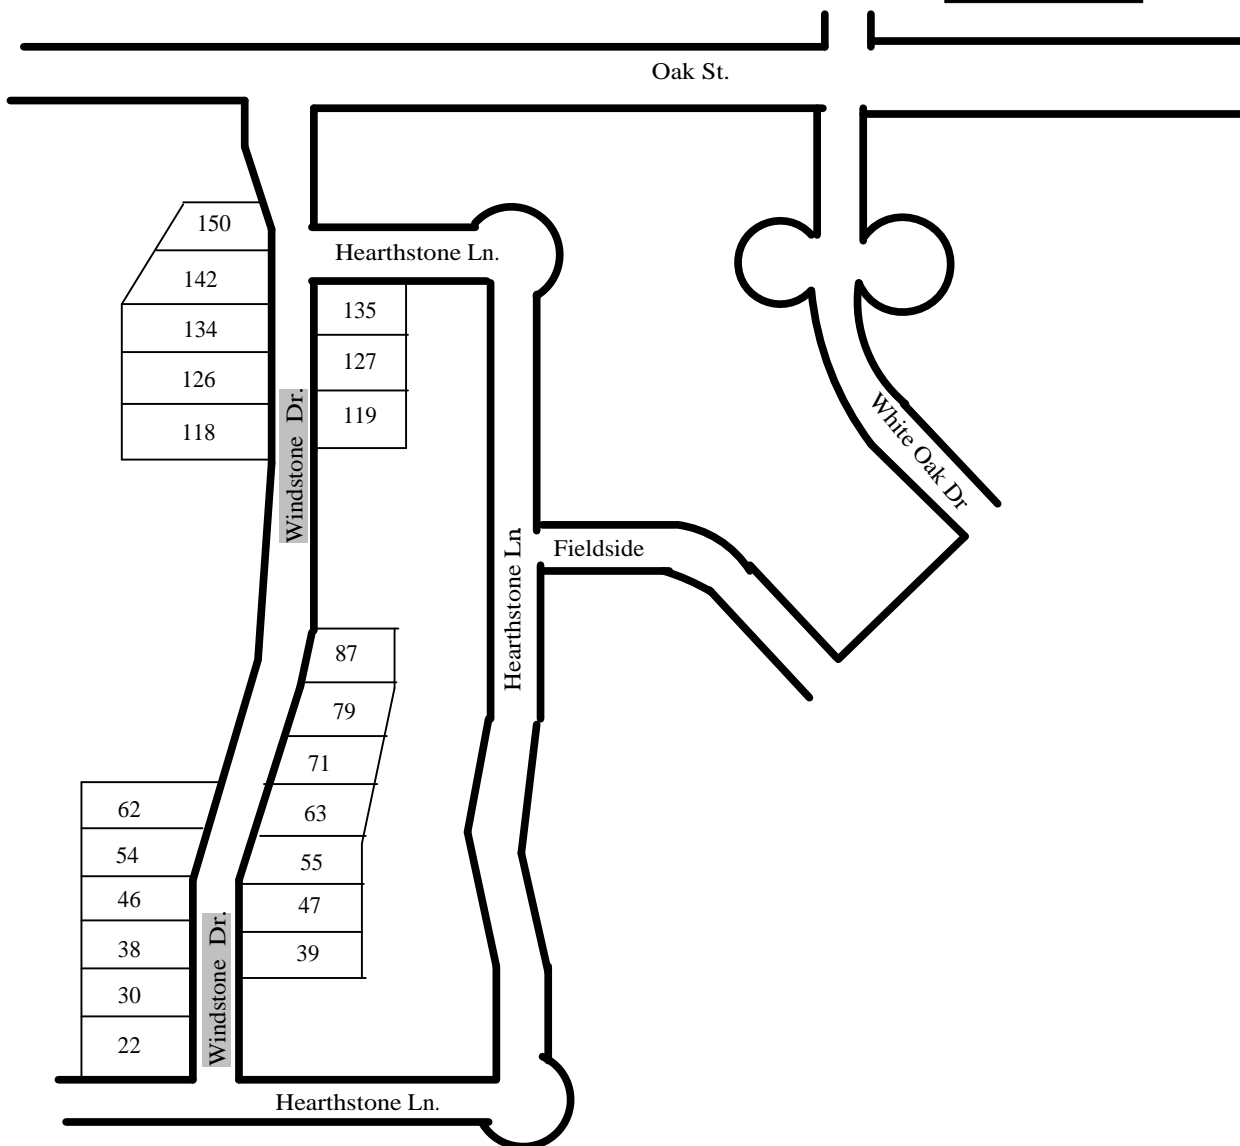 Oak St.
150
Hearthstone Ln.
142
135
134
127
126
119
118
Windstone Dr.
White Oak Dr
Hearthstone Ln
Fieldside
87
79
71
62
63
54
55
46
47
38
39
30
22
Windstone Dr.
Hearthstone Ln.